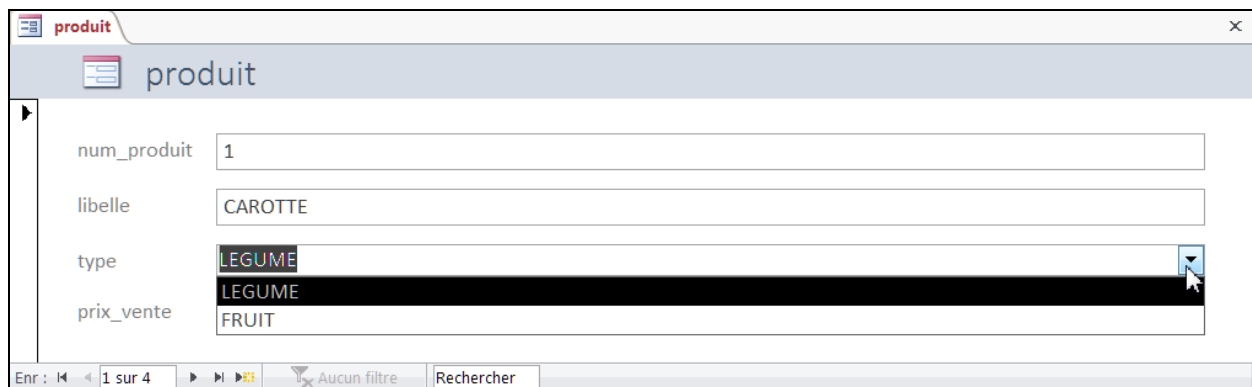 produit
produit
num_produit 1
libelle CAROTTE
type LEGUME
LEGUME
prix_vente
FRUIT
Enr : 1 sur 4 Aucun filtre Rechercher